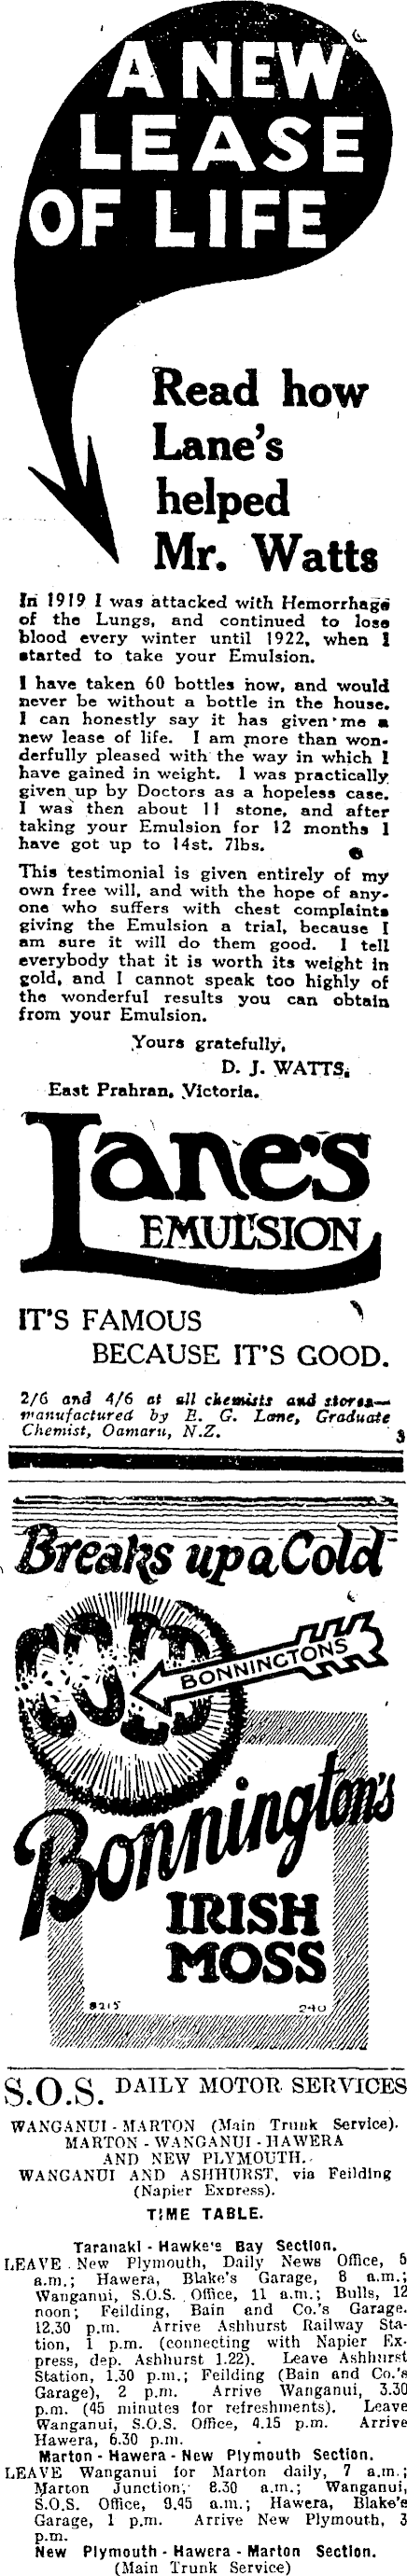 A NEW
LEASE
OF LIFE
Read how
Lane's
helped
Mr. Watts
In 1919 I was attacked with Hemorrhage
of the Lungs, and continued to lose
blood every winter until 1922, when I
started to take your Emulsion.
I have taken 60 bottles now, and would
never be without a bottle in the house.
I can honestly say it has given me a
new lease of life. I am more than won-
derfully pleased with the way in which I
have gained in weight. I was practically
given up by Doctors as a hopeless case.
I was then about 11 stone, and after
taking your Emulsion for 12 months I
have got up to 14st. 7lbs.
This testimonial is given entirely of my
own free will, and with the hope of any-
one who suffers with chest complaints
giving the Emulsion a trial, because I
am sure it will do them good. I tell
everybody that it is worth its weight in
gold, and I cannot speak too highly of
the wonderful results you can obtain
from your Emulsion.
Yours gratefully,
D. J. WATTS.
East Prahran, Victoria.
Lane's
EMULSION
IT'S FAMOUS
BECAUSE IT'S GOOD.
2/6 and 4/6 at all chemists and stores—
manufactured by E. G. Lane, Graduate
Chemist, Oamaru, N.Z. 3
Breaks up a Cold
COLD
BONNINGTONS
Bonnington's
IRISH
MOSS
8215 240
S.O.S. DAILY MOTOR SERVICES
WANGANUI - MARTON (Main Trunk Service).
MARTON - WANGANUI - HAWERA
AND NEW PLYMOUTH.
WANGANUI AND ASHHURST, via Feilding
(Napier Express).
TIME TABLE.
Taranaki - Hawke's Bay Section.
LEAVE New Plymouth, Daily News Office, 5
a.m.; Hawera, Blake's Garage, 8 a.m.;
Wanganui, S.O.S. Office, 11 a.m.; Bulls, 12
noon; Feilding, Bain and Co.'s Garage.
12.30 p.m. Arrive Ashhurst Railway Sta-
tion, 1 p.m. (connecting with Napier Ex-
press, dep. Ashhurst 1.22). Leave Ashhurst
Station, 1.30 p.m.; Feilding (Bain and Co.'s
Garage), 2 p.m. Arrive Wanganui, 3.30
p.m. (45 minutes for refreshments). Leave
Wanganui, S.O.S. Office, 4.15 p.m. Arrive
Hawera, 6.30 p.m.
Marton - Hawera - New Plymouth Section.
LEAVE Wanganui for Marton daily, 7 a.m.;
Marton Junction, 8.30 a.m.; Wanganui,
S.O.S. Office, 9.45 a.m.; Hawera, Blake's
Garage, 1 p.m. Arrive New Plymouth, 3
p.m.
New Plymouth - Hawera - Marton Section.
(Main Trunk Service)